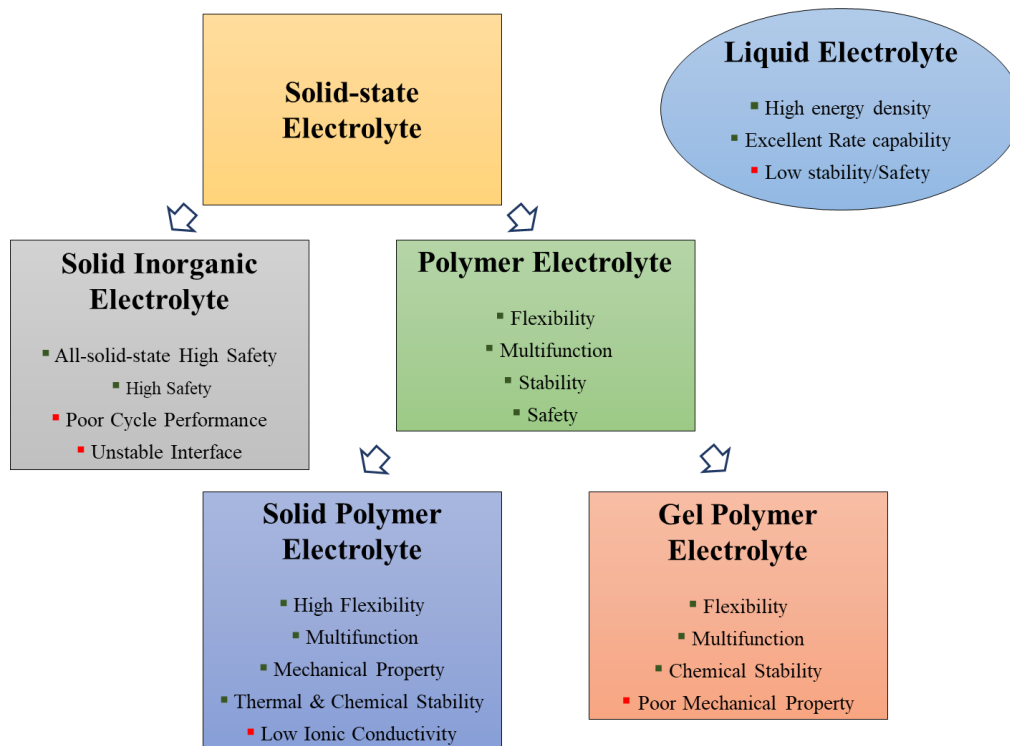 Solid-state
Electrolyte
Liquid Electrolyte
▪ High energy density
▪ Excellent Rate capability
▪ Low stability/Safety
Solid Inorganic
Electrolyte
▪ All-solid-state High Safety
▪ High Safety
▪ Poor Cycle Performance
▪ Unstable Interface
Polymer Electrolyte
▪ Flexibility
▪ Multifunction
▪ Stability
▪ Safety
Solid Polymer
Electrolyte
▪ High Flexibility
▪ Multifunction
▪ Mechanical Property
▪ Thermal & Chemical Stability
▪ Low Ionic Conductivity
Gel Polymer
Electrolyte
▪ Flexibility
▪ Multifunction
▪ Chemical Stability
▪ Poor Mechanical Property